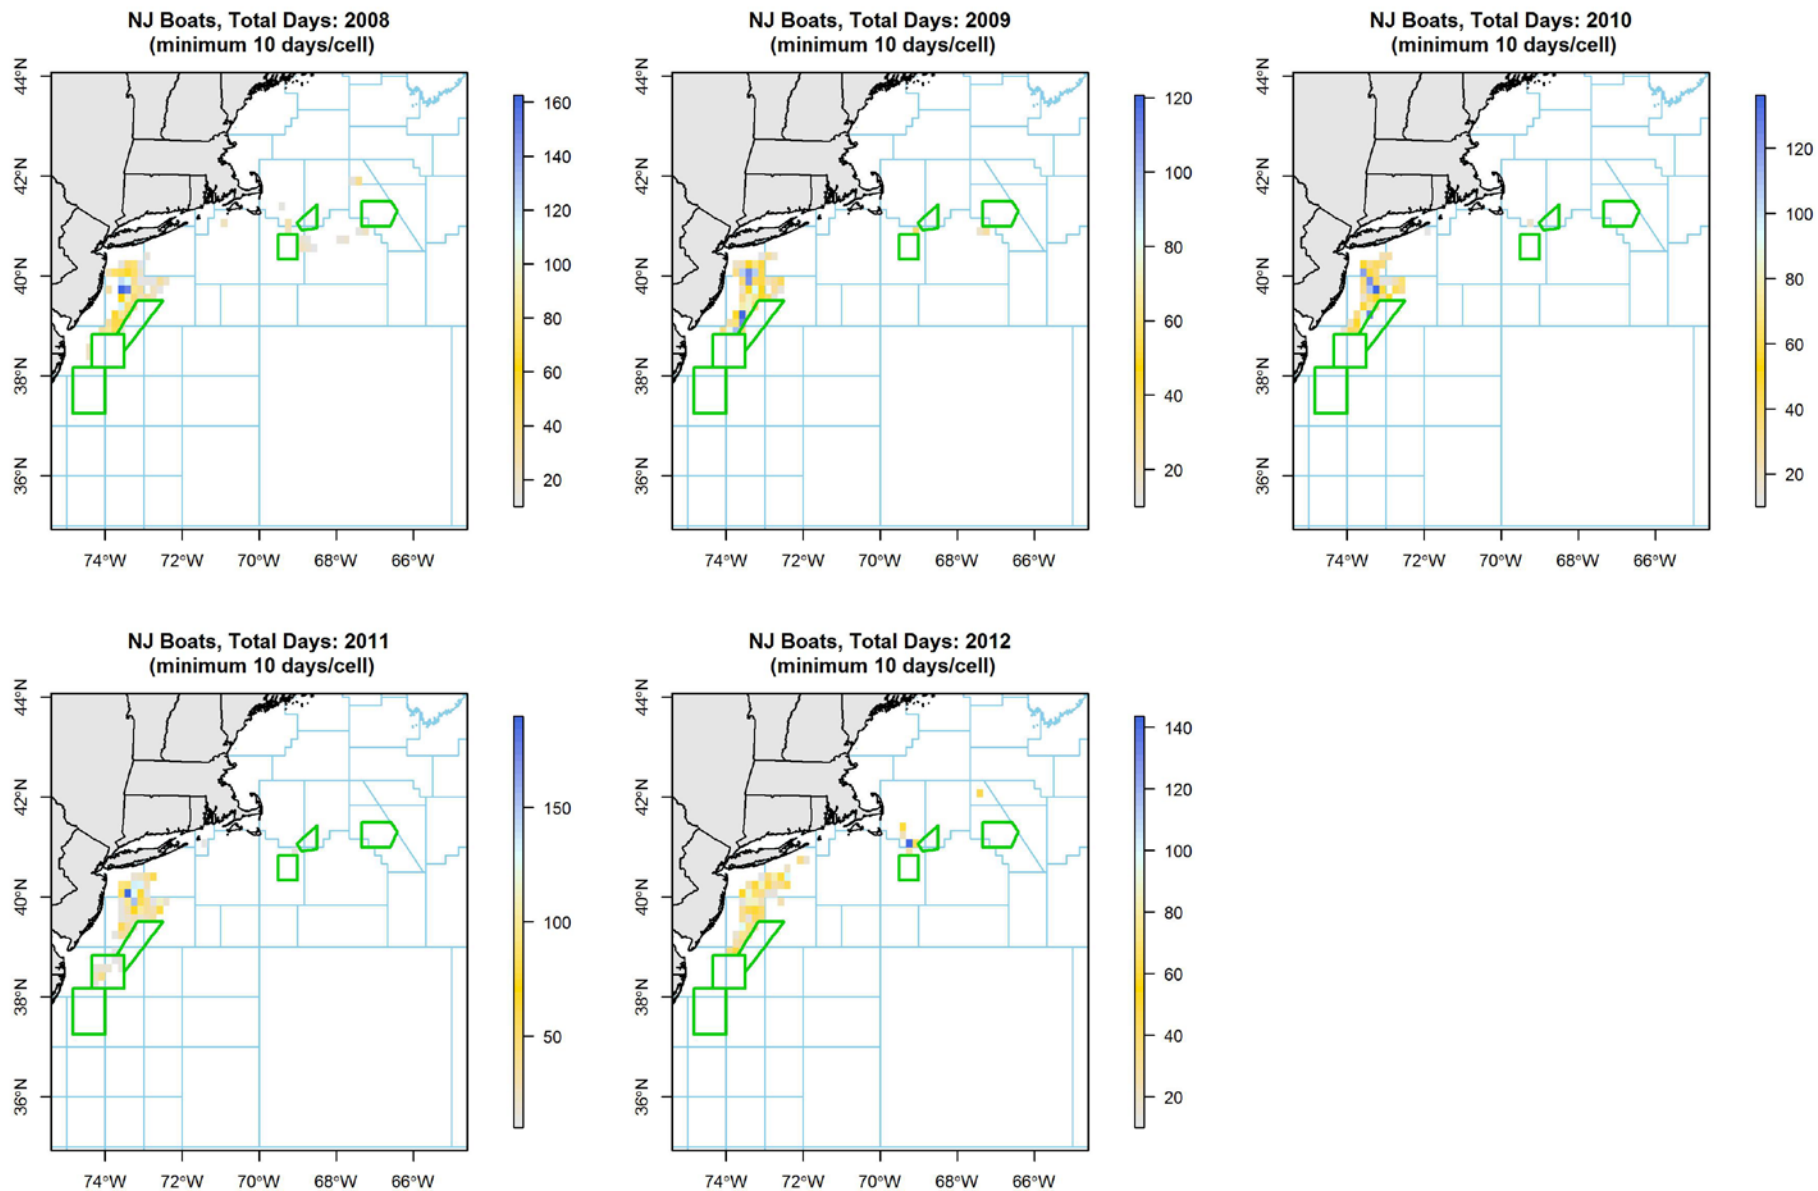 NJ Boats, Total Days: 2008
(minimum 10 days/cell)
44°N
42°N
40°N
38°N
36°N
74°W 72°W 70°W 68°W 66°W
160
140
120
100
80
60
40
20
NJ Boats, Total Days: 2009
(minimum 10 days/cell)
44°N
42°N
40°N
38°N
36°N
74°W 72°W 70°W 68°W 66°W
120
100
80
60
40
20
NJ Boats, Total Days: 2010
(minimum 10 days/cell)
44°N
42°N
40°N
38°N
36°N
74°W 72°W 70°W 68°W 66°W
120
100
80
60
40
20
NJ Boats, Total Days: 2011
(minimum 10 days/cell)
44°N
42°N
40°N
38°N
36°N
74°W 72°W 70°W 68°W 66°W
150
100
50
NJ Boats, Total Days: 2012
(minimum 10 days/cell)
44°N
42°N
40°N
38°N
36°N
74°W 72°W 70°W 68°W 66°W
140
120
100
80
60
40
20